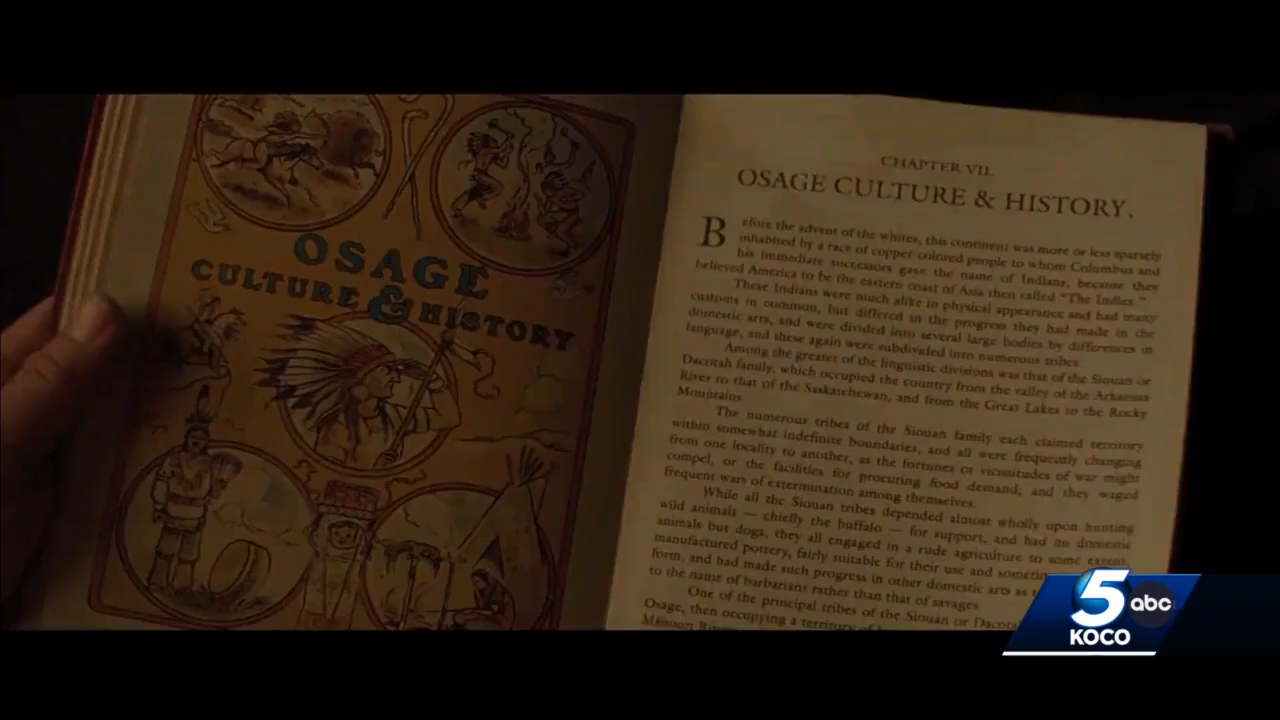 OSAGE
CULTURE & HISTORY
CHAPTER VII.
OSAGE CULTURE & HISTORY.
Before the advent of the whites, this continent was more or less sparsely
inhabited by a race of copper-colored people to whom Columbus and
his immediate successors gave the name of Indians, because they
believed America to be the eastern coast of Asia then called "The Indies."
These Indians were much alike in physical appearance and had many
customs in common, but differed in the progress they had made in the
domestic arts, and were divided into several large bodies by differences in
language, and these again were subdivided into numerous tribes.
Among the greater of the linguistic divisions was that of the Siouan or
Dacotah family, which occupied the country from the valley of the Arkansas
River to that of the Saskatchewan, and from the Great Lakes to the Rocky
Mountains.
The numerous tribes of the Siouan family each claimed territory
within somewhat indefinite boundaries, and all were frequently changing
from one locality to another, as the fortunes or vicissitudes of war might
compel, or the facilities for procuring food demand; and they waged
frequent wars of extermination among themselves.
While all the Siouan tribes depended almost wholly upon hunting
wild animals — chiefly the buffalo — for support, and had no domestic
animals but dogs, they all engaged in a rude agriculture to some extent,
manufactured pottery, fairly suitable for their use and
form, and had made such progress in other domestic arts as
to the name of barbarians rather than that of savages.
One of the principal tribes of the Siouan or
Osage, then occupying a territory of
Missouri
5 abc
KOCO